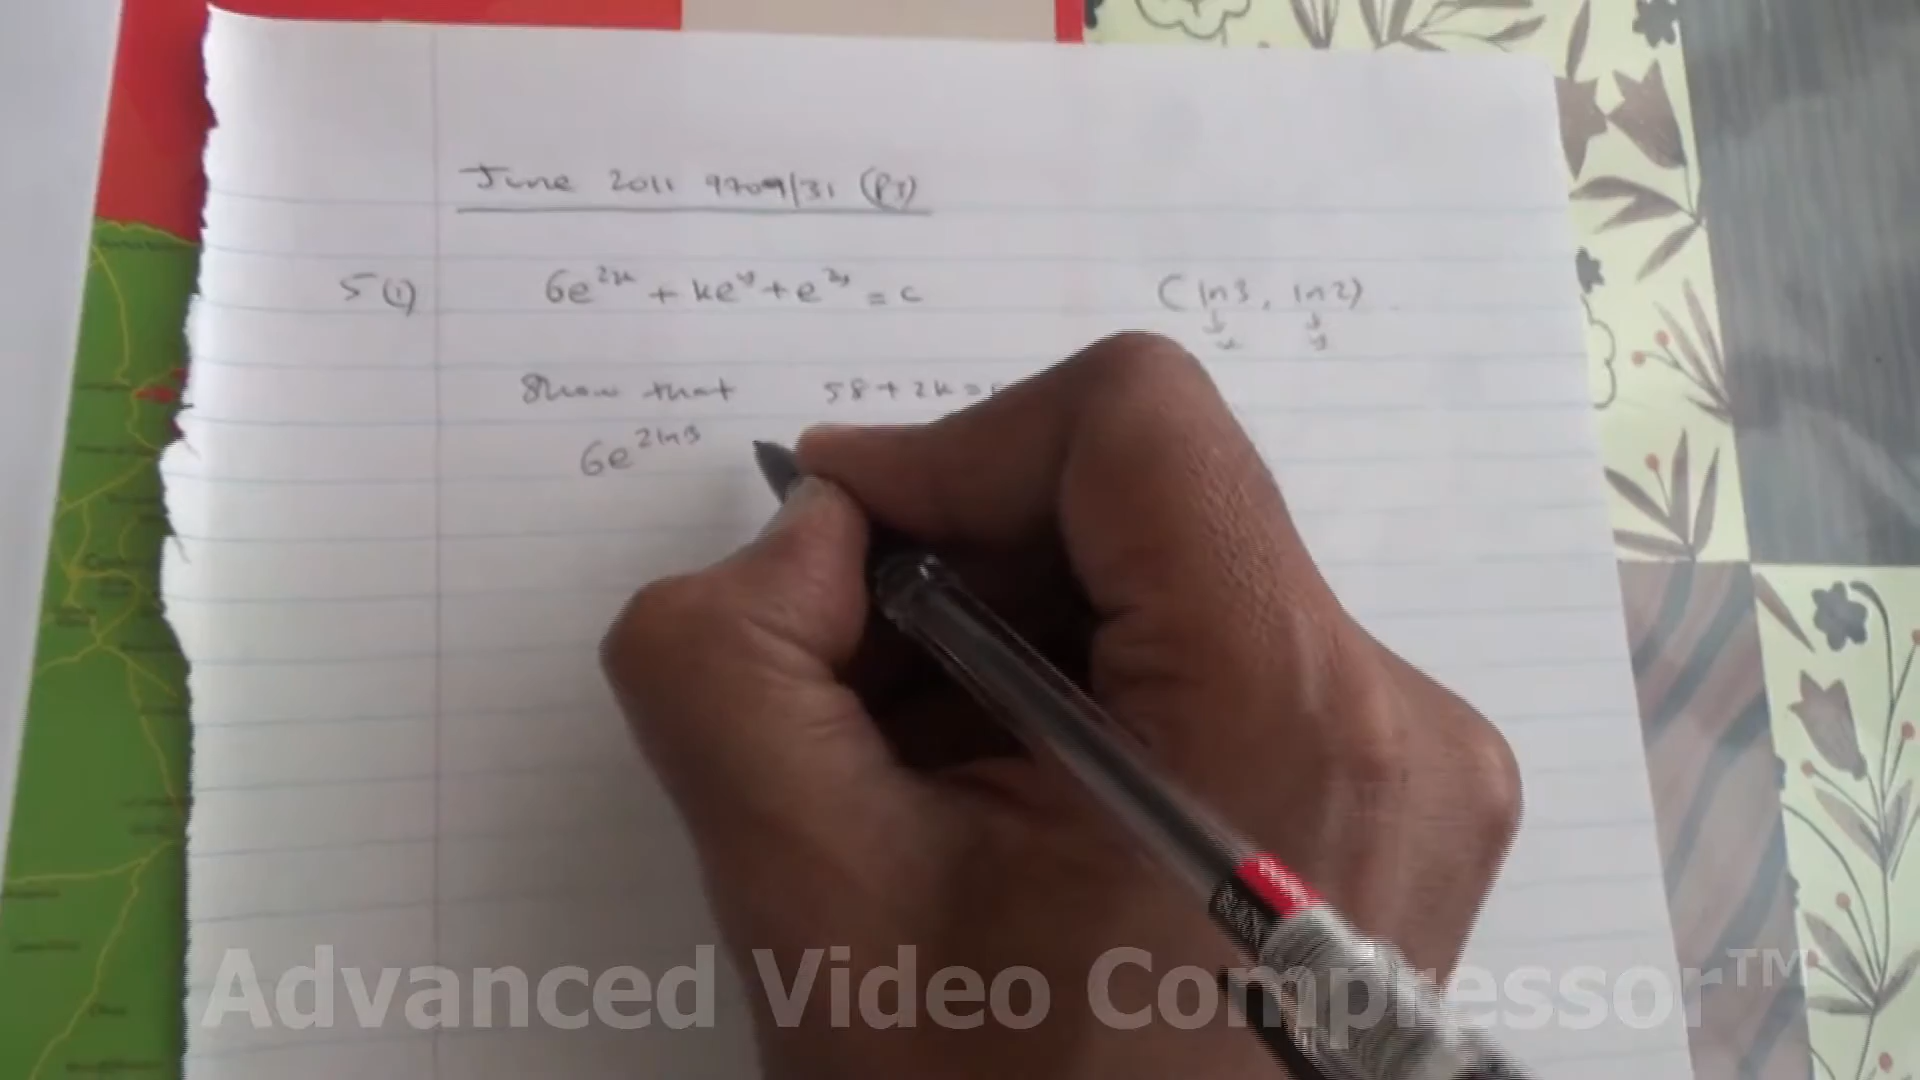 June 2011 9709/31 (P3)
5 (i) 6e^{2x} + ke^{y} + e^{2y} = c (ln3, ln2)
x y
Show that 58 + 2k =
6e^{2ln3}
Advanced Video Compressor™